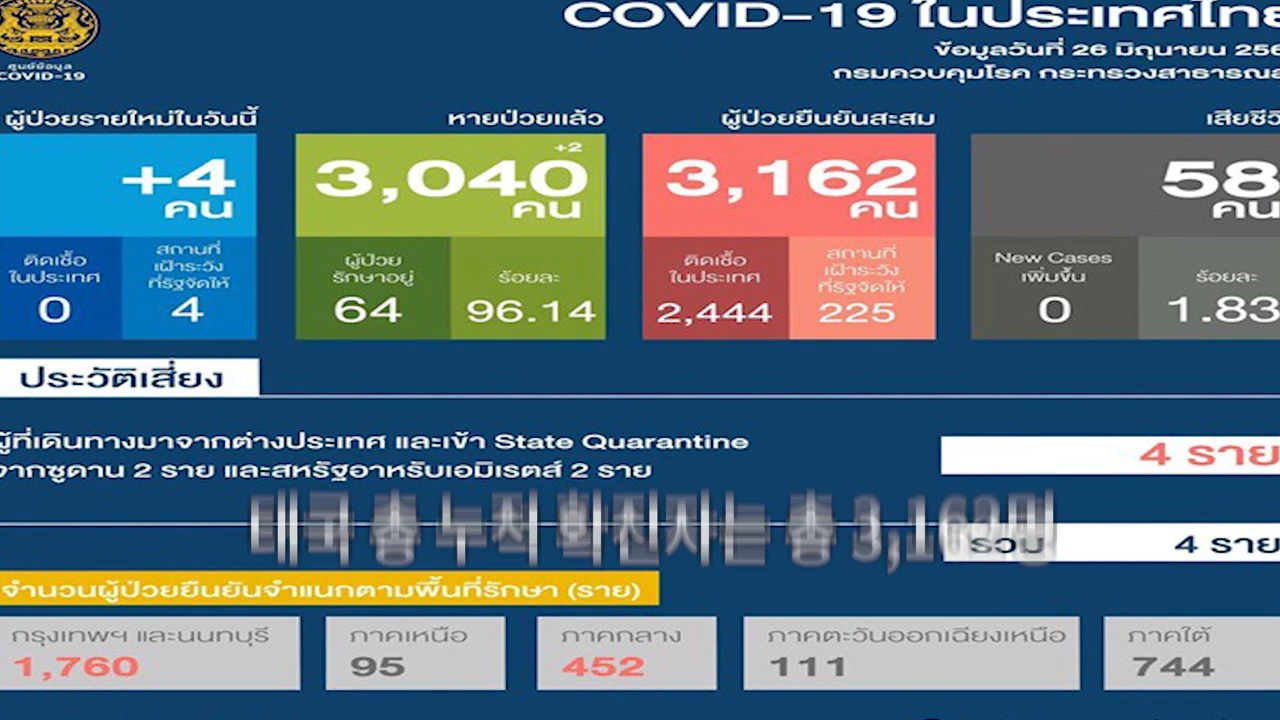 COVID-19 ในประเทศไทย
ข้อมูลวันที่ 26 มิถุนายน 256
กรมควบคุมโรค กระทรวงสาธารณส
ศูนย์ข้อมูล
COVID-19
ผู้ป่วยรายใหม่ในวันนี้
+4
คน
ติดเชื้อ
ในประเทศ
0
สถานที่
เฝ้าระวัง
ที่รัฐจัดให้
4
หายป่วยแล้ว
+2
3,040
คน
ผู้ป่วย
รักษาอยู่
64
ร้อยละ
96.14
ผู้ป่วยยืนยันสะสม
3,162
คน
ติดเชื้อ
ในประเทศ
2,444
สถานที่
เฝ้าระวัง
ที่รัฐจัดให้
225
เสียชีวิ
58
คน
New Cases
เพิ่มขึ้น
0
ร้อยละ
1.83
ประวัติเสี่ยง
ผู้ที่เดินทางมาจากต่างประเทศ และเข้า State Quarantine
จากซูดาน 2 ราย และสหรัฐอาหรับเอมิเรตส์ 2 ราย
4 ราย
태국 총 누적 확진자는 총 3,162명
รวม 4 ราย
จำนวนผู้ป่วยยืนยันจำแนกตามพื้นที่รักษา (ราย)
กรุงเทพฯ และนนทบุรี
1,760
ภาคเหนือ
95
ภาคกลาง
452
ภาคตะวันออกเฉียงเหนือ
111
ภาคใต้
744